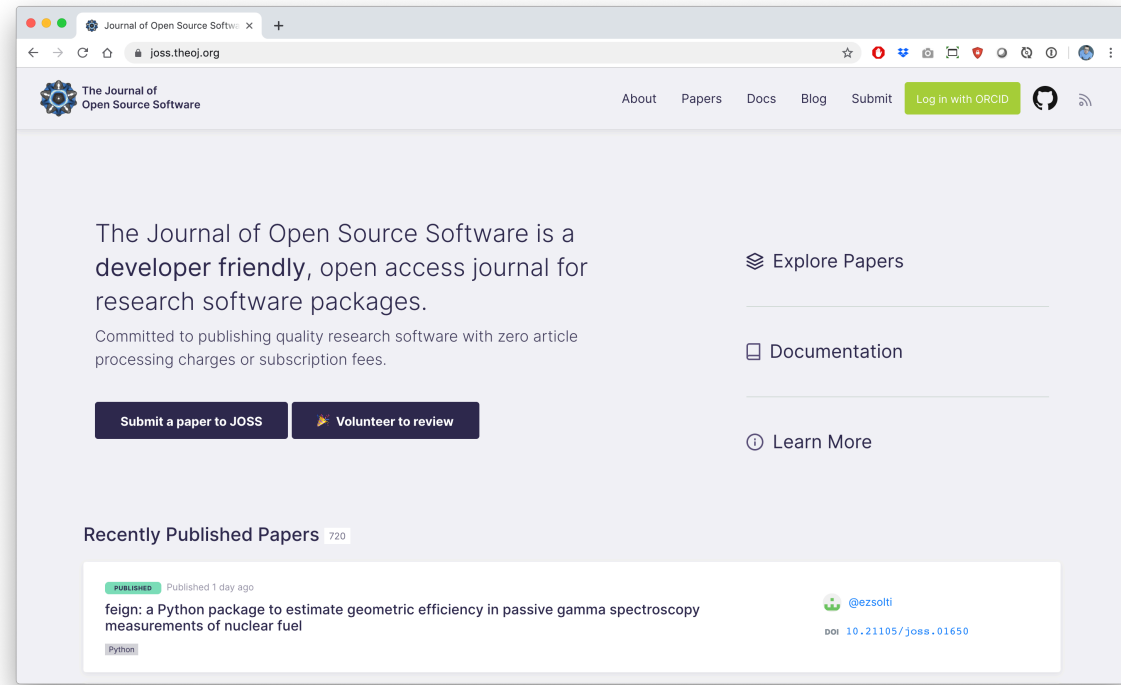 Journal of Open Source Softwa
joss.theoj.org
The Journal of
Open Source Software
About Papers Docs Blog Submit Log in with ORCID
The Journal of Open Source Software is a
developer friendly, open access journal for
research software packages.
Committed to publishing quality research software with zero article
processing charges or subscription fees.
Submit a paper to JOSS Volunteer to review
Explore Papers
Documentation
Learn More
Recently Published Papers 720
PUBLISHED Published 1 day ago
feign: a Python package to estimate geometric efficiency in passive gamma spectroscopy
measurements of nuclear fuel
Python
@ezsolti
DOI 10.21105/joss.01650